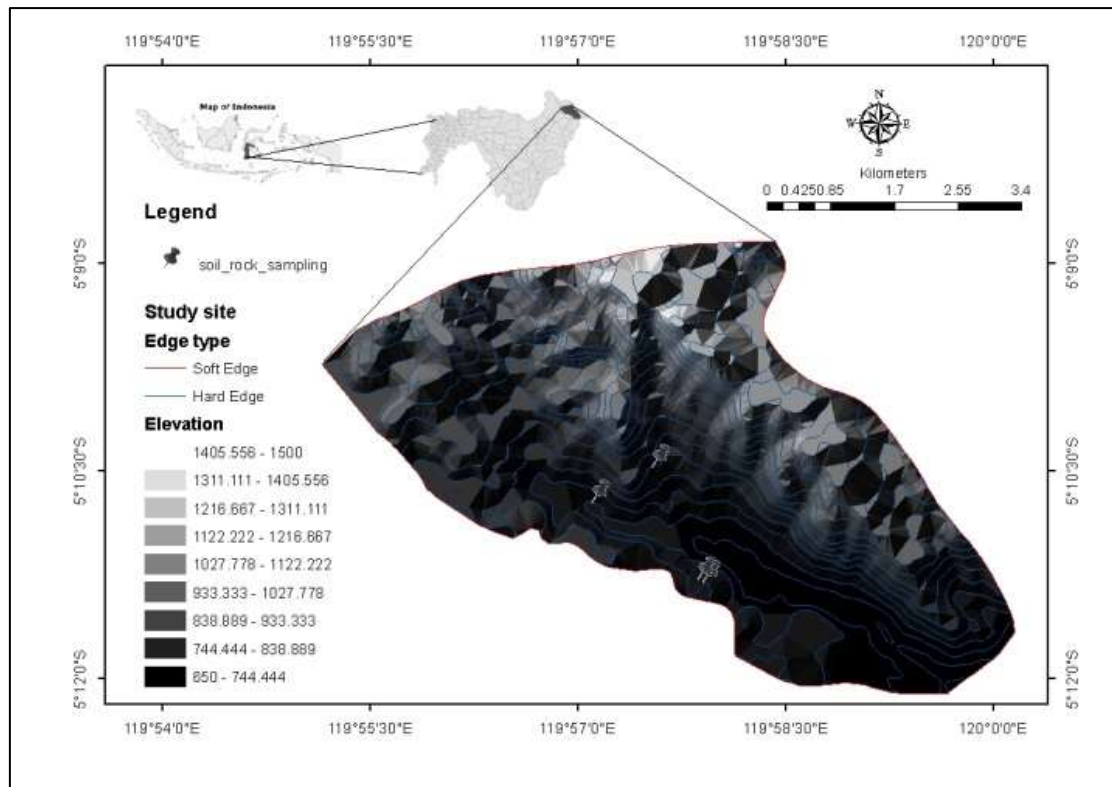 119°54'0"E 119°55'30"E 119°57'0"E 119°58'30"E 120°0'0"E
Map of Indonesia
N
W E
S
Kilometers
0 0.425 0.85 1.7 2.55 3.4
Legend
soil_rock_sampling
Study site
Edge type
Soft Edge
Hard Edge
Elevation
1405.556 - 1500
1311.111 - 1405.556
1216.667 - 1311.111
1122.222 - 1216.667
1027.778 - 1122.222
933.333 - 1027.778
838.889 - 933.333
744.444 - 838.889
650 - 744.444
5°9'0"S 5°9'0"S
5°10'30"S 5°10'30"S
5°12'0"S 5°12'0"S
119°54'0"E 119°55'30"E 119°57'0"E 119°58'30"E 120°0'0"E